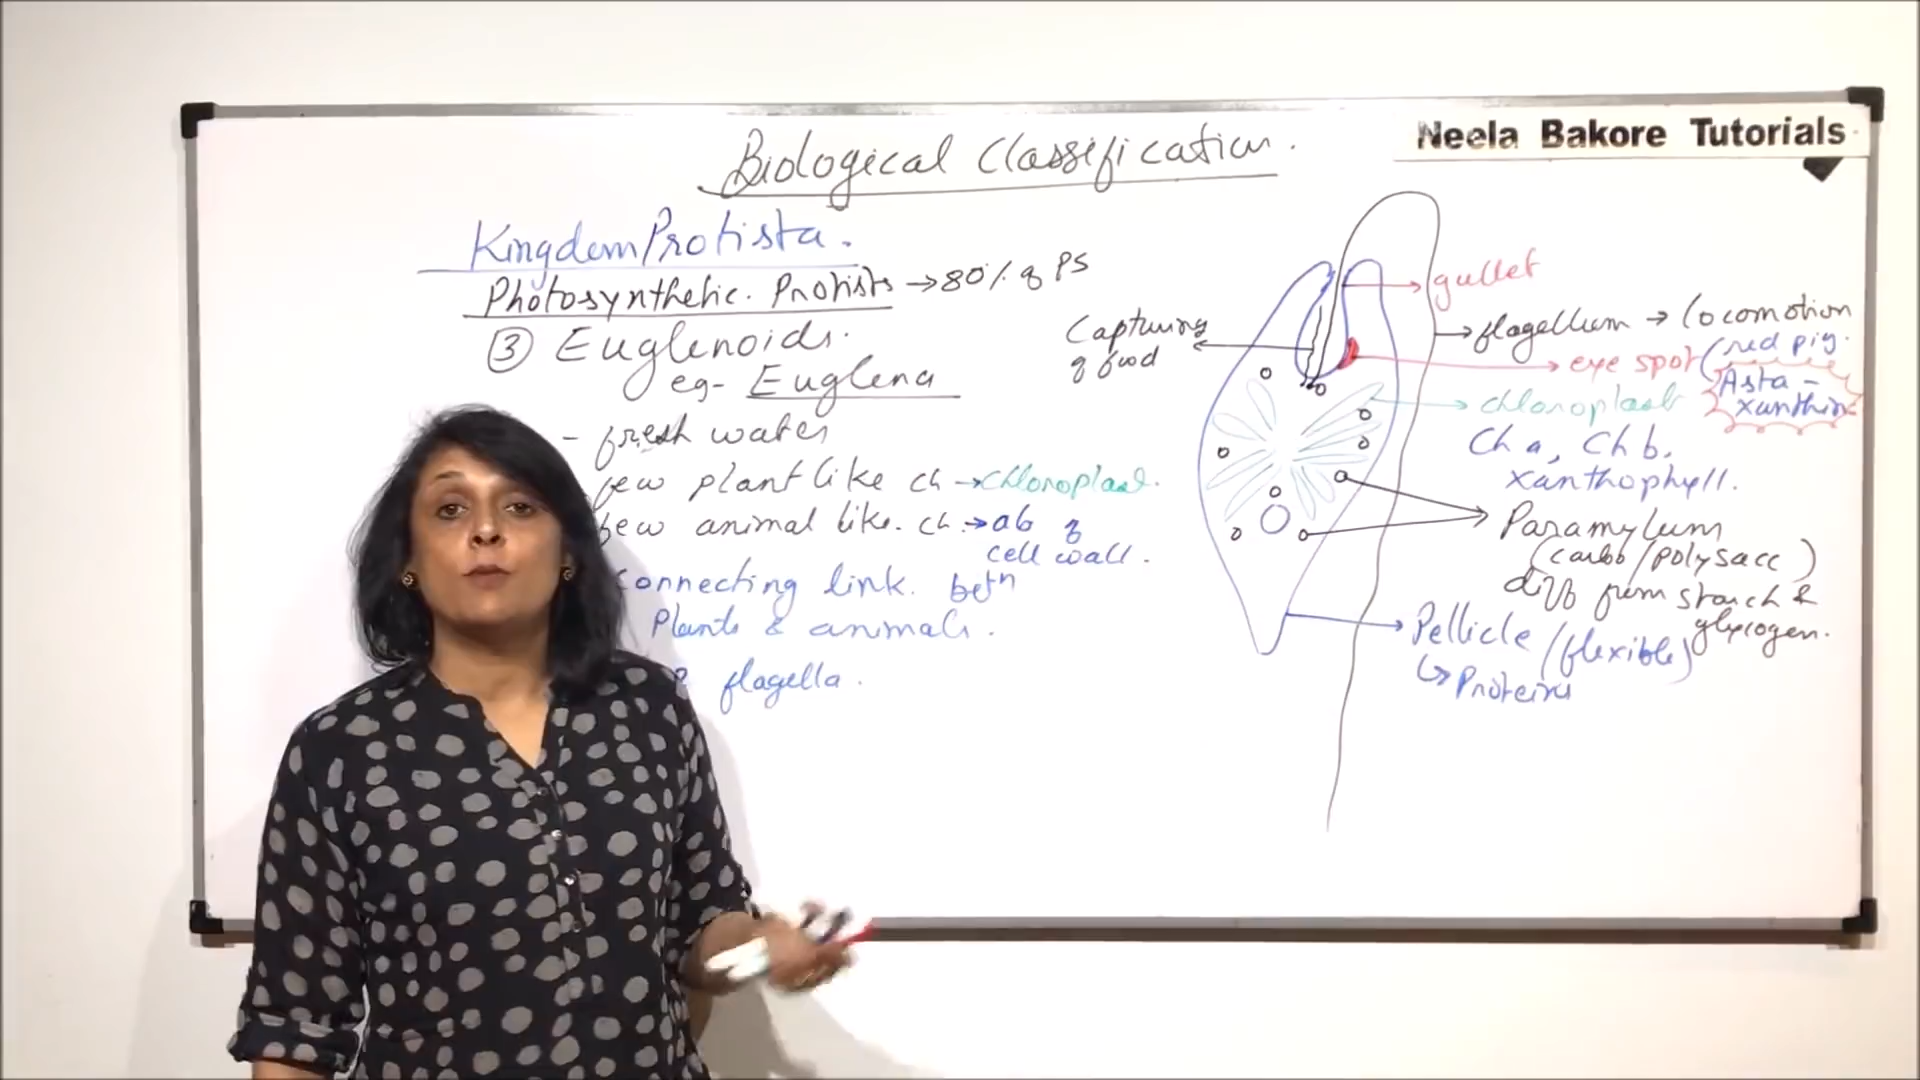 Biological Classification.
Neela Bakore Tutorials
Kingdom Protista.
Photosynthetic. Protists → 80% of PS
③ Euglenoids.
eg- Euglena
- fresh water
few plant like ch → chloroplast.
few animal like. ch. → ab of
cell wall.
connecting link. betn
Plants & animals.
flagella.
gullet
Capturing
of food
flagellum → Locomotion
eye spot (red pig.
Asta-
xanthin
chloroplast
Ch a, Ch b.
xanthophyll.
Paramylum
(carbo/polysacc)
diff from starch &
glycogen.
Pellicle (flexible)
↳ Proteins